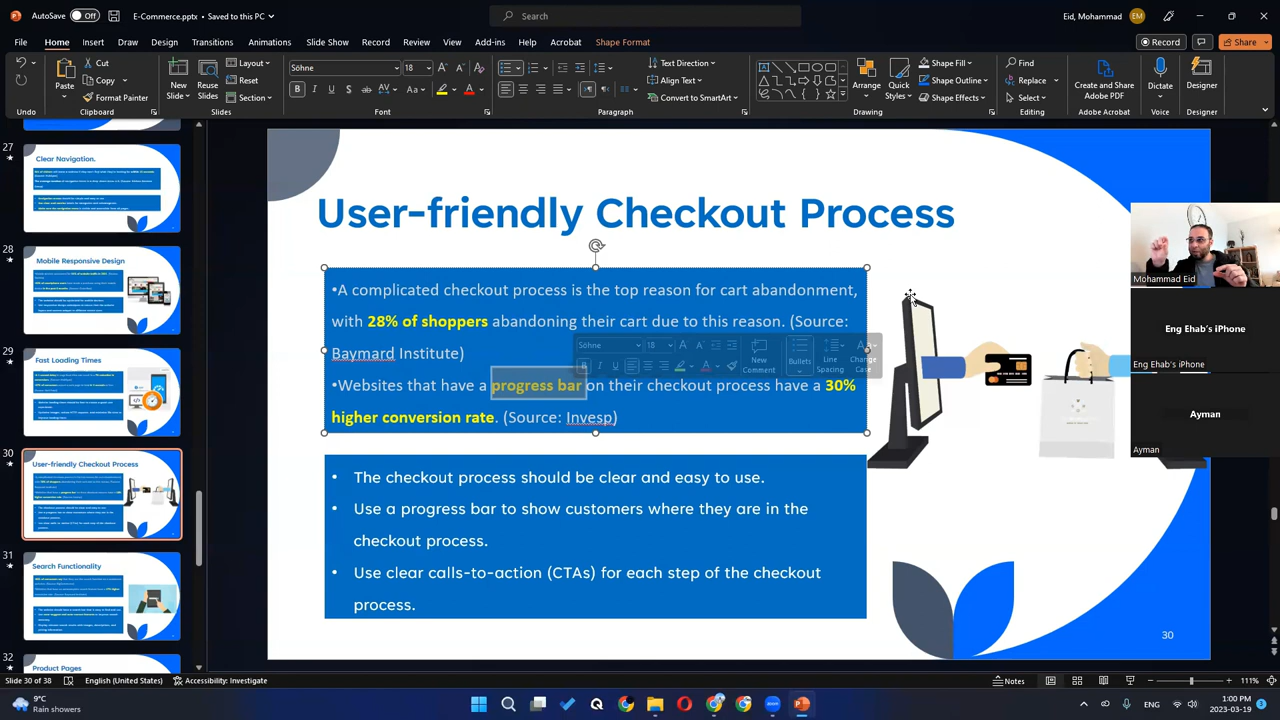 AutoSave Off E-Commerce.pptx • Saved to this PC Search Eid, Mohammad EM
File Home Insert Draw Design Transitions Animations Slide Show Record Review View Add-ins Help Acrobat Shape Format Record Share
Paste Cut Copy Format Painter
Undo Clipboard
New Slide Reuse Slides Layout Reset Section
Slides
Söhne 18
Font
Text Direction Align Text Convert to SmartArt
Paragraph
Arrange Quick Styles Shape Fill Shape Outline Shape Effects
Drawing
Find Replace Select
Editing
Create and Share Adobe PDF
Adobe Acrobat
Dictate
Voice
Designer
Designer
27
Clear Navigation.
28
Mobile Responsive Design
29
Fast Loading Times
30
User-friendly Checkout Process
31
Search Functionality
32
Product Pages
User-friendly Checkout Process
•A complicated checkout process is the top reason for cart abandonment,
with 28% of shoppers abandoning their cart due to this reason. (Source:
Baymard Institute)
•Websites that have a progress bar on their checkout process have a 30%
higher conversion rate. (Source: Invesp)
Söhne 18
New Comment Bullets Line Spacing Change Case
• The checkout process should be clear and easy to use.
• Use a progress bar to show customers where they are in the
checkout process.
• Use clear calls-to-action (CTAs) for each step of the checkout
process.
30
Mohammad Eid
Eng Ehab's iPhone
Eng Ehab's iPhone
Ayman
Ayman
Slide 30 of 38 English (United States) Accessibility: Investigate Notes 111%
9°C
Rain showers
zoom
ENG 1:00 PM
2023-03-19 3